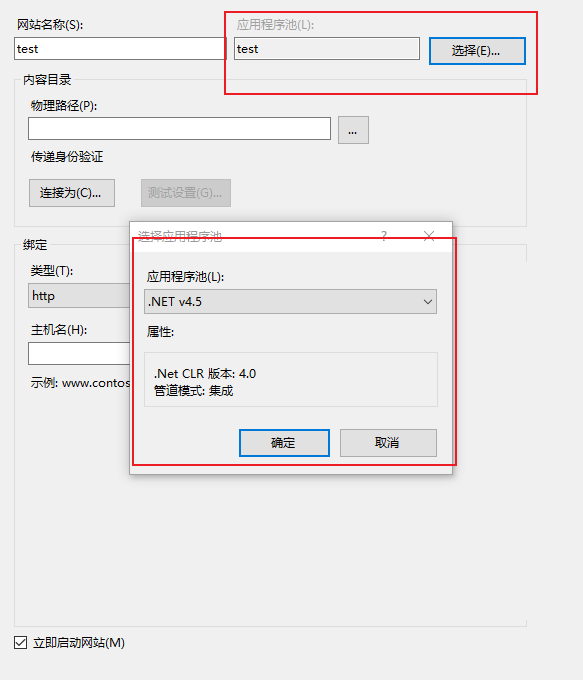 网站名称(S):
应用程序池(L):
test
test
选择(E)...
内容目录
物理路径(P):
...
传递身份验证
连接为(C)...
测试设置(G)...
绑定
类型(T):
http
主机名(H):
示例: www.contos
选择应用程序池
?
应用程序池(L):
.NET v4.5
属性:
.Net CLR 版本: 4.0
管道模式: 集成
确定
取消
立即启动网站(M)